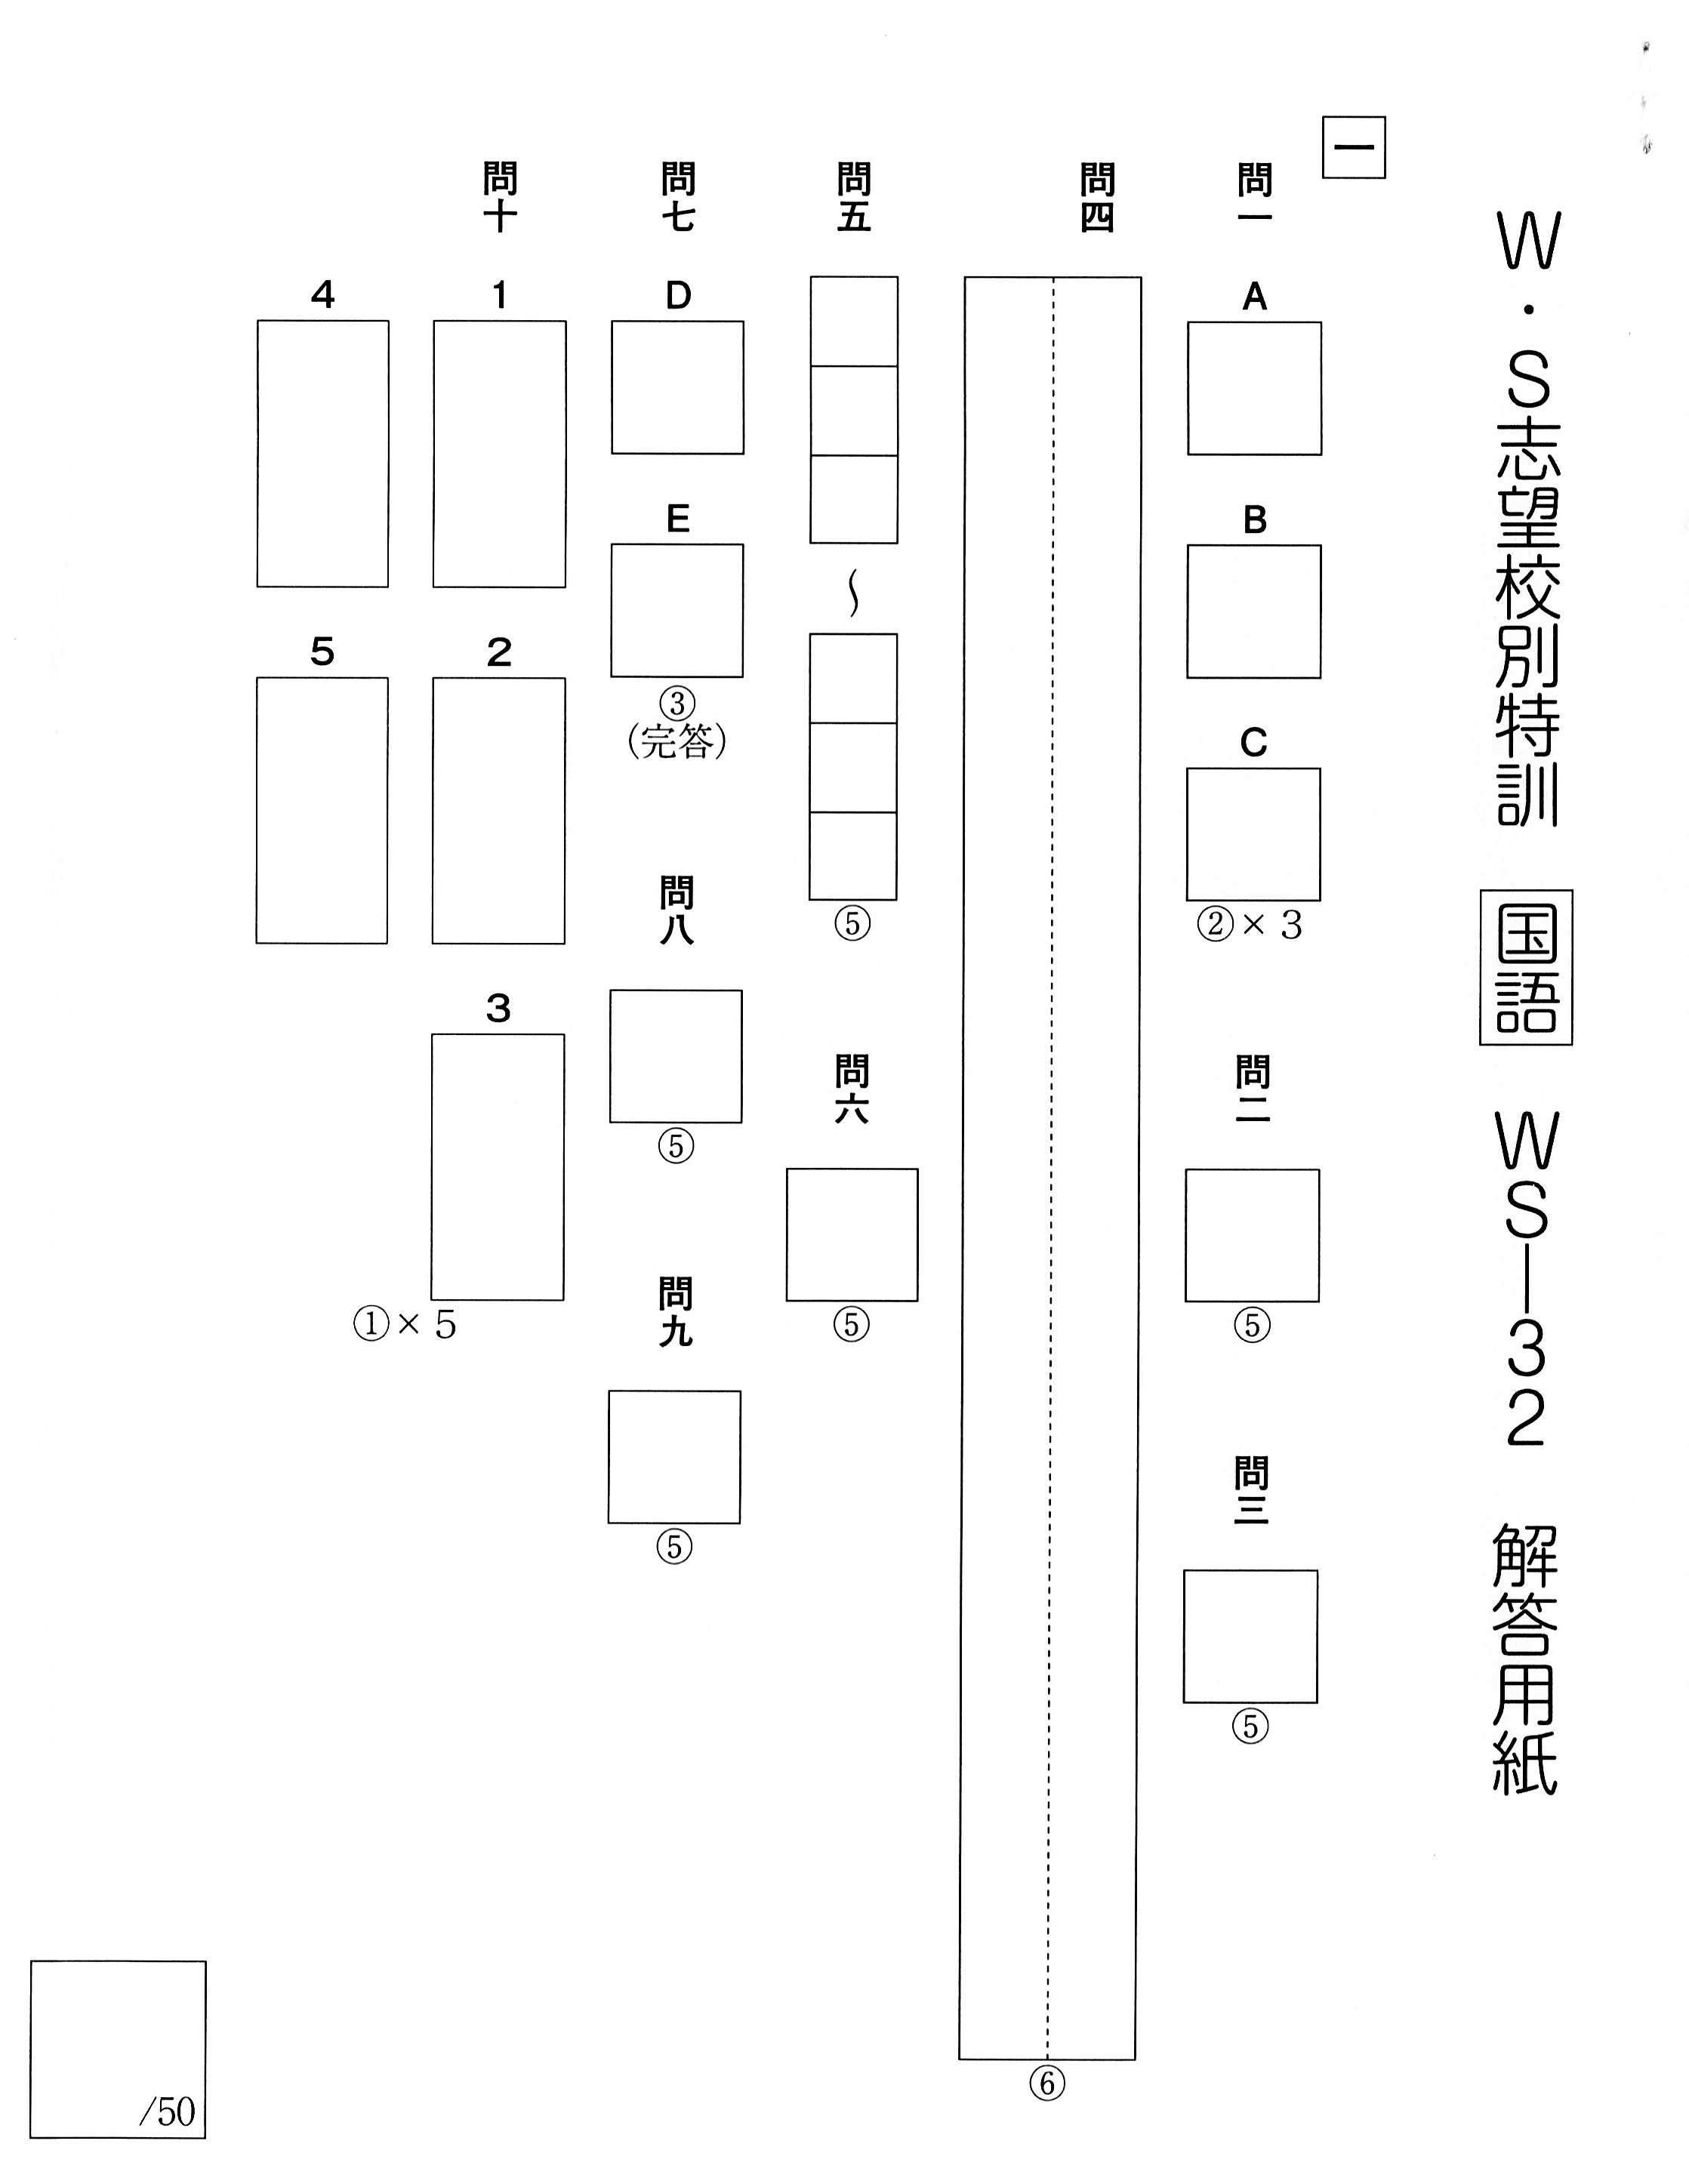 W・S志望校別特訓 国語 WS―32 解答用紙
一
問一
A
B
C
②×3
問二
⑤
問三
⑤
問四
⑥
問五
〜
⑤
問六
⑤
問七
D
E
③
(完答)
問八
⑤
問九
⑤
問十
1
2
3
4
5
①×5
/50